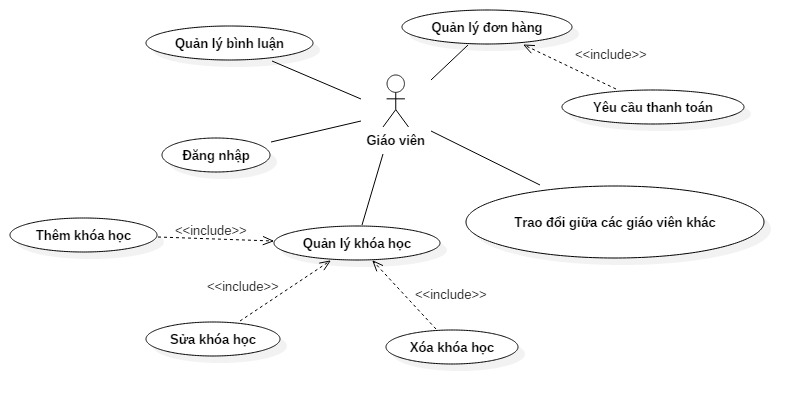 Quản lý đơn hàng
Quản lý bình luận
<<include>>
Yêu cầu thanh toán
Giáo viên
Đăng nhập
Trao đổi giữa các giáo viên khác
Thêm khóa học
<<include>>
Quản lý khóa học
<<include>>
<<include>>
Sửa khóa học
Xóa khóa học